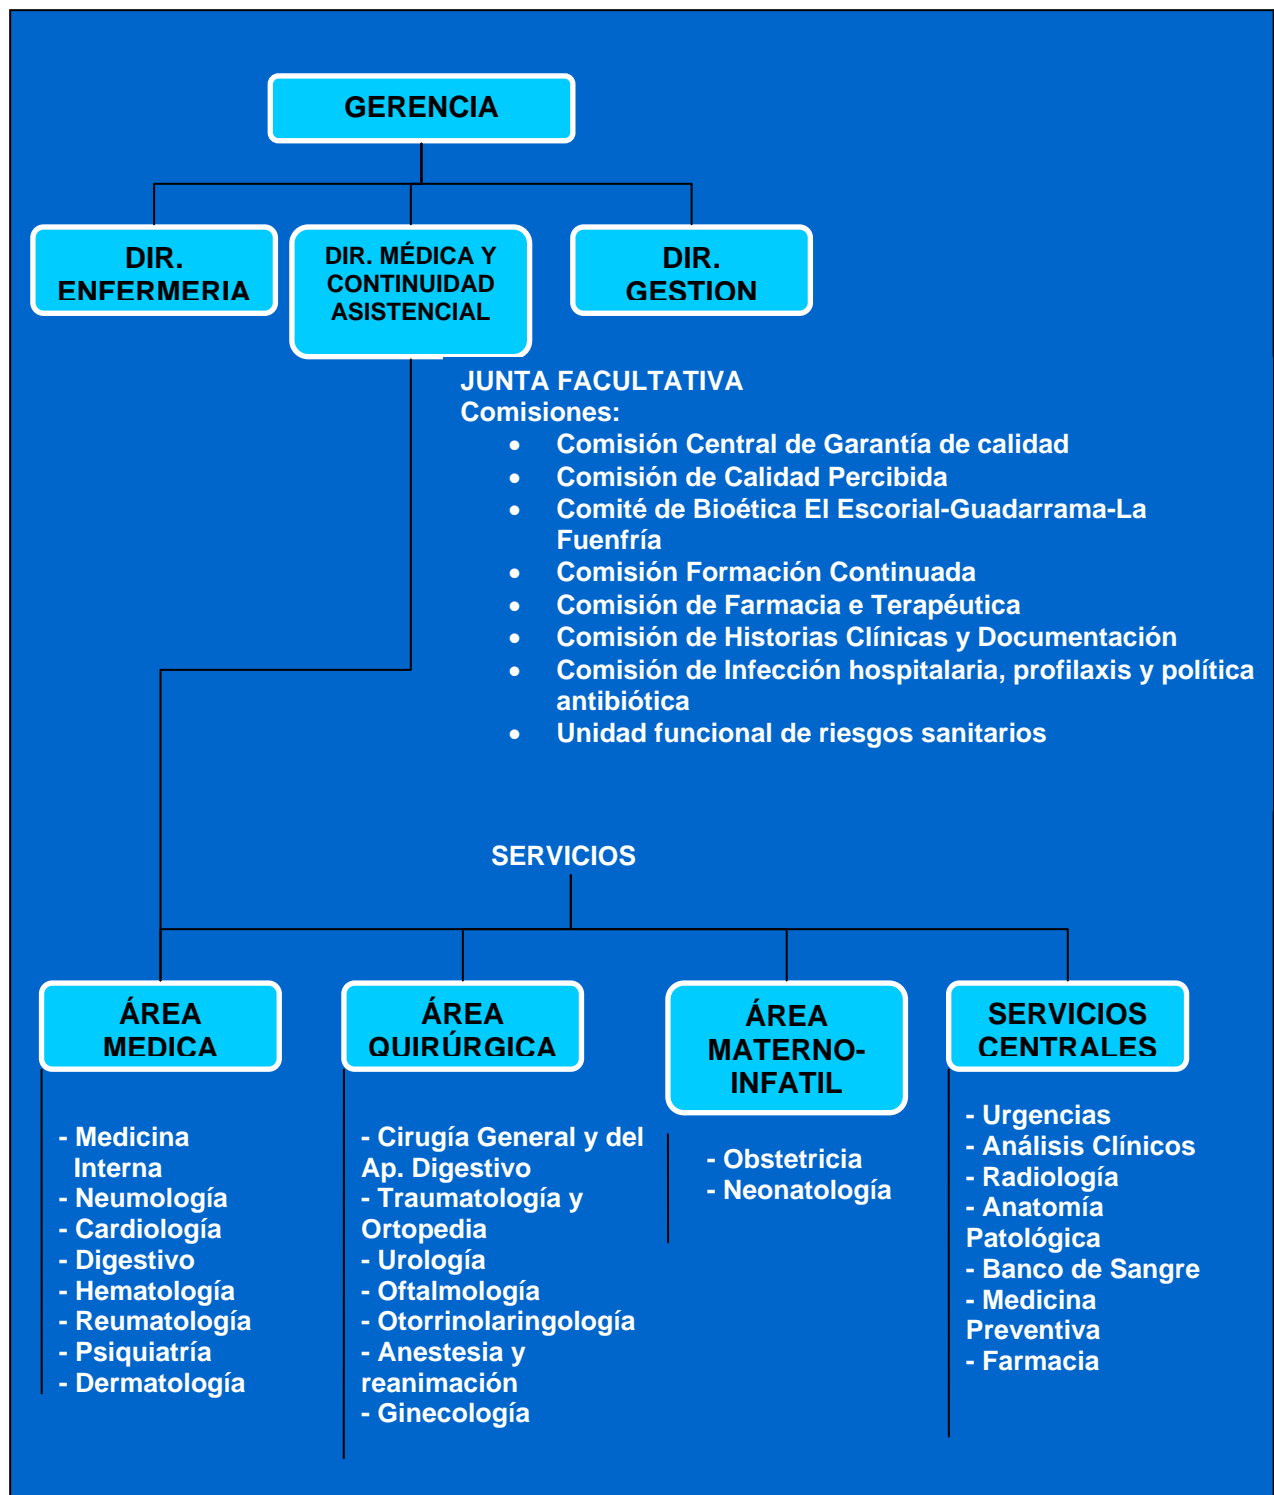 GERENCIA
DIR.
ENFERMERIA
DIR. MÉDICA Y
CONTINUIDAD
ASISTENCIAL
DIR.
GESTION
JUNTA FACULTATIVA
Comisiones:
• Comisión Central de Garantía de calidad
• Comisión de Calidad Percibida
• Comité de Bioética El Escorial-Guadarrama-La
Fuenfría
• Comisión Formación Continuada
• Comisión de Farmacia e Terapéutica
• Comisión de Historias Clínicas y Documentación
• Comisión de Infección hospitalaria, profilaxis y política
antibiótica
• Unidad funcional de riesgos sanitarios
SERVICIOS
ÁREA
MEDICA
- Medicina
Interna
- Neumología
- Cardiología
- Digestivo
- Hematología
- Reumatología
- Psiquiatría
- Dermatología
ÁREA
QUIRÚRGICA
- Cirugía General y del
Ap. Digestivo
- Traumatología y
Ortopedia
- Urología
- Oftalmología
- Otorrinolaringología
- Anestesia y
reanimación
- Ginecología
ÁREA
MATERNO-
INFATIL
- Obstetricia
- Neonatología
SERVICIOS
CENTRALES
- Urgencias
- Análisis Clínicos
- Radiología
- Anatomía
Patológica
- Banco de Sangre
- Medicina
Preventiva
- Farmacia